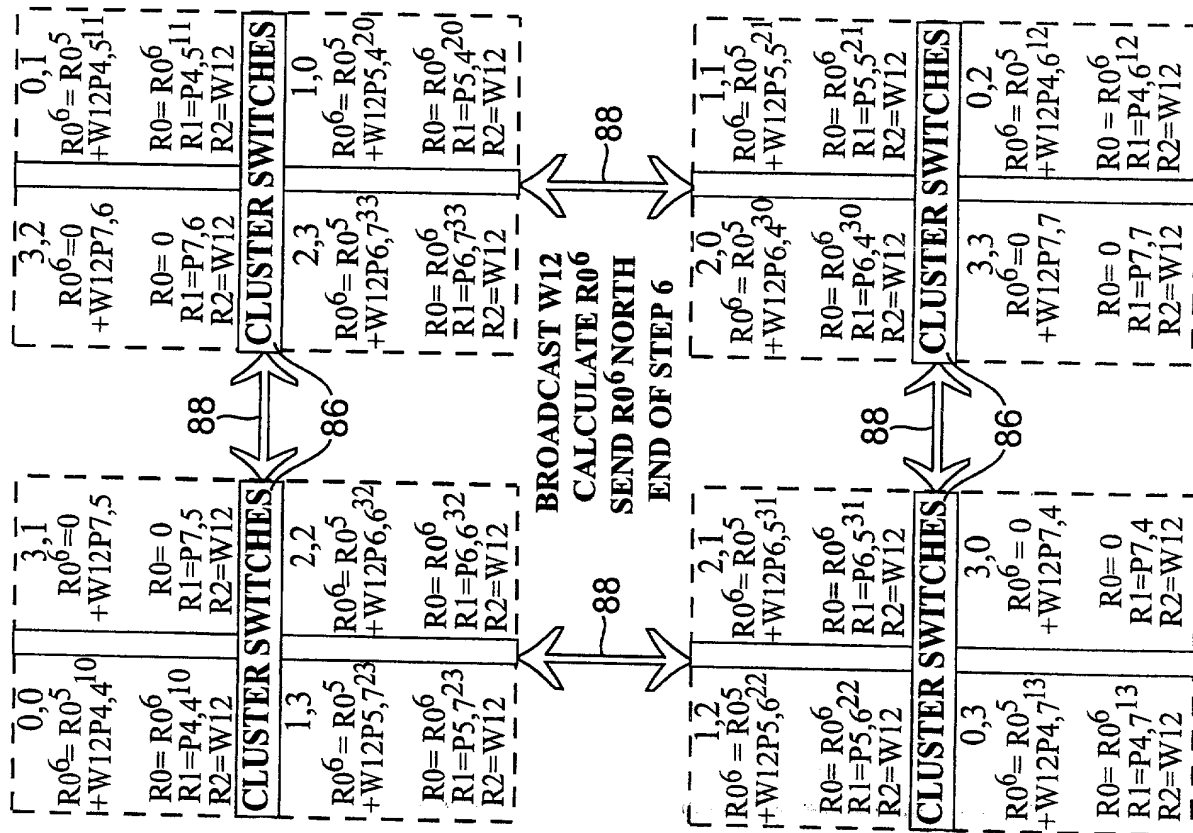 0,0
R0⁶= R0⁵
+W12P4,4¹⁰
R0= R0⁶
R1=P4,4¹⁰
R2=W12
3,1
R0⁶=0
+W12P7,5
R0= 0
R1=P7,5
R2=W12
CLUSTER SWITCHES
1,3
R0⁶= R0⁵
+W12P5,7²³
R0= R0⁶
R1=P5,7²³
R2=W12
2,2
R0⁶= R0⁵
+W12P6,6³²
R0= R0⁶
R1=P6,6³²
R2=W12
88
86
3,2
R0⁶=0
+W12P7,6
R0= 0
R1=P7,6
R2=W12
0,1
R0⁶= R0⁵
+W12P4,5¹¹
R0= R0⁶
R1=P4,5¹¹
R2=W12
CLUSTER SWITCHES
2,3
R0⁶= R0⁵
+W12P6,7³³
R0= R0⁶
R1=P6,7³³
R2=W12
1,0
R0⁶= R0⁵
+W12P5,4²⁰
R0= R0⁶
R1=P5,4²⁰
R2=W12
88
BROADCAST W12
CALCULATE R0⁶
SEND R0⁶ NORTH
END OF STEP 6
88
1,2
R0⁶ = R0⁵
+W12P5,6²²
R0= R0⁶
R1=P5,6²²
R2=W12
2,1
R0⁶= R0⁵
+W12P6,5³¹
R0= R0⁶
R1=P6,5³¹
R2=W12
CLUSTER SWITCHES
0,3
R0⁶= R0⁵
+W12P4,7¹³
R0= R0⁶
R1=P4,7¹³
R2=W12
3,0
R0⁶= 0
+W12P7,4
R0= 0
R1=P7,4
R2=W12
88
86
2,0
R0⁶= R0⁵
+W12P6,4³⁰
R0= R0⁶
R1=P6,4³⁰
R2=W12
1,1
R0⁶= R0⁵
+W12P5,5²¹
R0= R0⁶
R1=P5,5²¹
R2=W12
CLUSTER SWITCHES
3,3
R0⁶=0
+W12P7,7
R0= 0
R1=P7,7
R2=W12
0,2
R0⁶= R0⁵
+W12P4,6¹²
R0 = R0⁶
R1=P4,6¹²
R2=W12